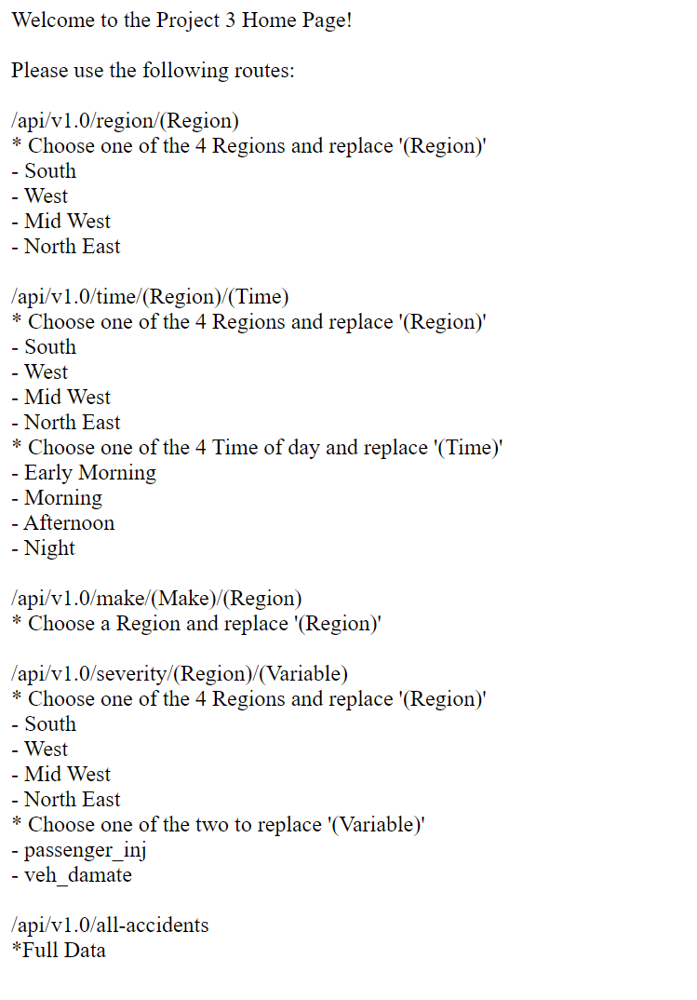 Welcome to the Project 3 Home Page!
Please use the following routes:
/api/v1.0/region/(Region)
* Choose one of the 4 Regions and replace '(Region)'
- South
- West
- Mid West
- North East
/api/v1.0/time/(Region)/(Time)
* Choose one of the 4 Regions and replace '(Region)'
- South
- West
- Mid West
- North East
* Choose one of the 4 Time of day and replace '(Time)'
- Early Morning
- Morning
- Afternoon
- Night
/api/v1.0/make/(Make)/(Region)
* Choose a Region and replace '(Region)'
/api/v1.0/severity/(Region)/(Variable)
* Choose one of the 4 Regions and replace '(Region)'
- South
- West
- Mid West
- North East
* Choose one of the two to replace '(Variable)'
- passenger_inj
- veh_damate
/api/v1.0/all-accidents
*Full Data